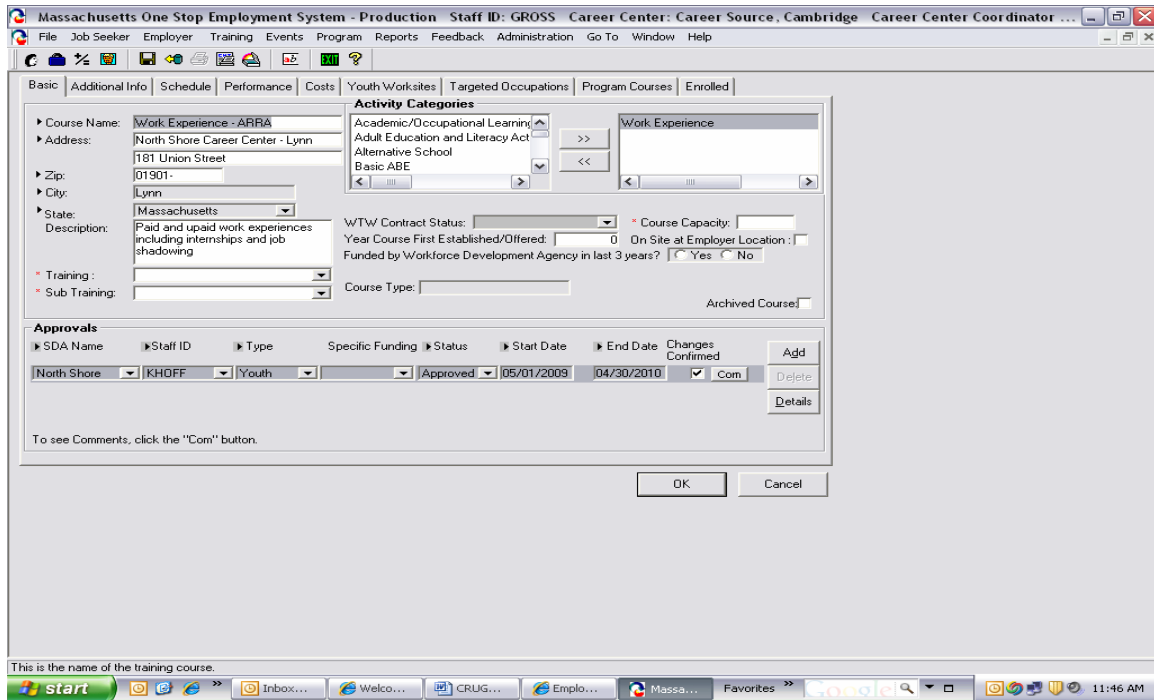 Massachusetts One Stop Employment System - Production Staff ID: GROSS Career Center: Career Source, Cambridge Career Center Coordinator ...
File Job Seeker Employer Training Events Program Reports Feedback Administration Go To Window Help
EXIT
Basic Additional Info Schedule Performance Costs Youth Worksites Targeted Occupations Program Courses Enrolled
Activity Categories
Course Name: Work Experience - ARRA
Address: North Shore Career Center - Lynn
181 Union Street
Zip: 01901-
City: Lynn
State: Massachusetts
Description: Paid and upaid work experiences
including internships and job
shadowing
* Training :
* Sub Training:
Academic/Occupational Learning
Adult Education and Literacy Act
Alternative School
Basic ABE
>>
<<
Work Experience
WTW Contract Status: * Course Capacity:
Year Course First Established/Offered: 0 On Site at Employer Location :
Funded by Workforce Development Agency in last 3 years? Yes No
Course Type:
Archived Course:
Approvals
SDA Name Staff ID Type Specific Funding Status Start Date End Date Changes
Confirmed
North Shore KHOFF Youth Approved 05/01/2009 04/30/2010 Com
Add
Delete
Details
To see Comments, click the "Com" button.
OK Cancel
This is the name of the training course.
start Inbox... Welco... CRUG... Emplo... Massa... Favorites » Google 11:46 AM